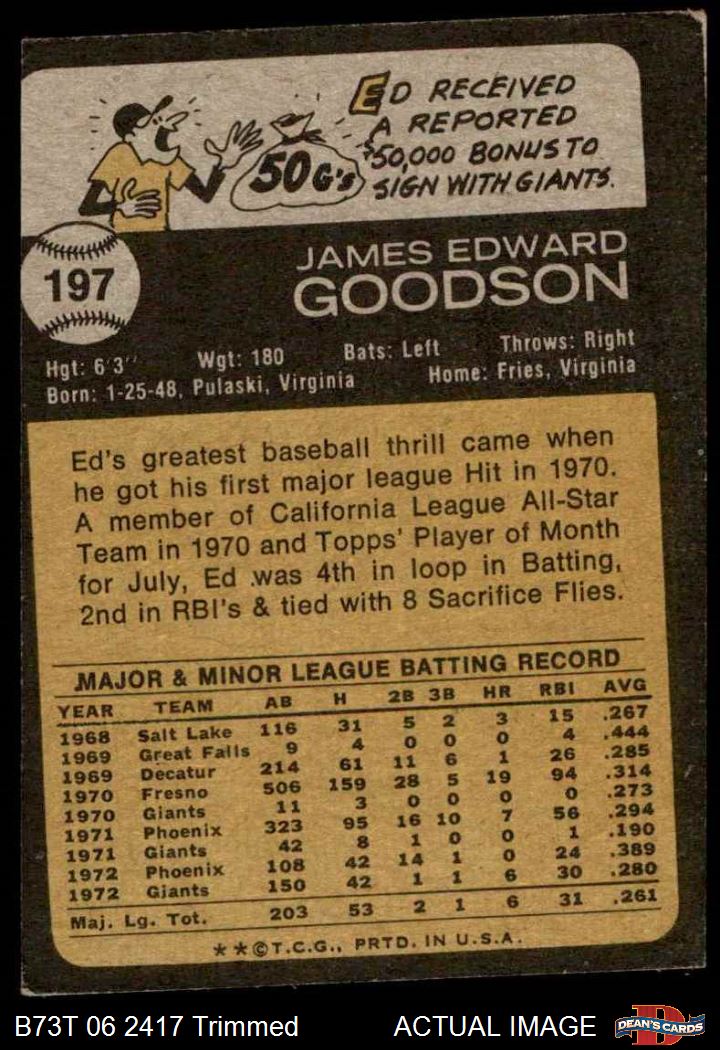 ED RECEIVED
A REPORTED
$50,000 BONUS TO
SIGN WITH GIANTS.
50 G's
197
JAMES EDWARD
GOODSON
Hgt: 6'3" Wgt: 180 Bats: Left Throws: Right
Born: 1-25-48, Pulaski, Virginia Home: Fries, Virginia
Ed's greatest baseball thrill came when
he got his first major league Hit in 1970.
A member of California League All-Star
Team in 1970 and Topps' Player of Month
for July, Ed was 4th in loop in Batting,
2nd in RBI's & tied with 8 Sacrifice Flies.
MAJOR & MINOR LEAGUE BATTING RECORD
YEAR TEAM AB H 2B 3B HR RBI AVG
1968 Salt Lake 116 31 5 2 3 15 .267
1969 Great Falls 9 4 0 0 0 4 .444
1969 Decatur 214 61 11 6 1 26 .285
1970 Fresno 506 159 28 5 19 94 .314
1970 Giants 11 3 0 0 0 0 .273
1971 Phoenix 323 95 16 10 7 56 .294
1971 Giants 42 8 1 0 0 1 .190
1972 Phoenix 108 42 14 1 0 24 .389
1972 Giants 150 42 1 1 6 30 .280
Maj. Lg. Tot. 203 53 2 1 6 31 .261
**©T.C.G., PRTD. IN U.S.A.
B73T 06 2417 Trimmed ACTUAL IMAGE
D
DEAN'S CARDS